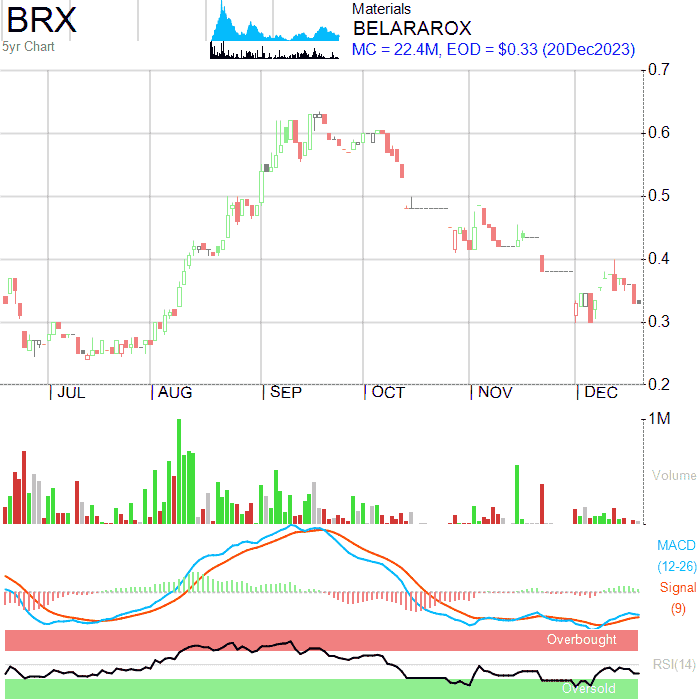 BRX
5yr Chart
Materials
BELARAROX
MC = 22.4M, EOD = $0.33 (20Dec2023)
0.7
0.6
0.5
0.4
0.3
0.2
JUL AUG SEP OCT NOV DEC
1M
Volume
MACD
(12-26)
Signal
(9)
Overbought
RSI(14)
Oversold